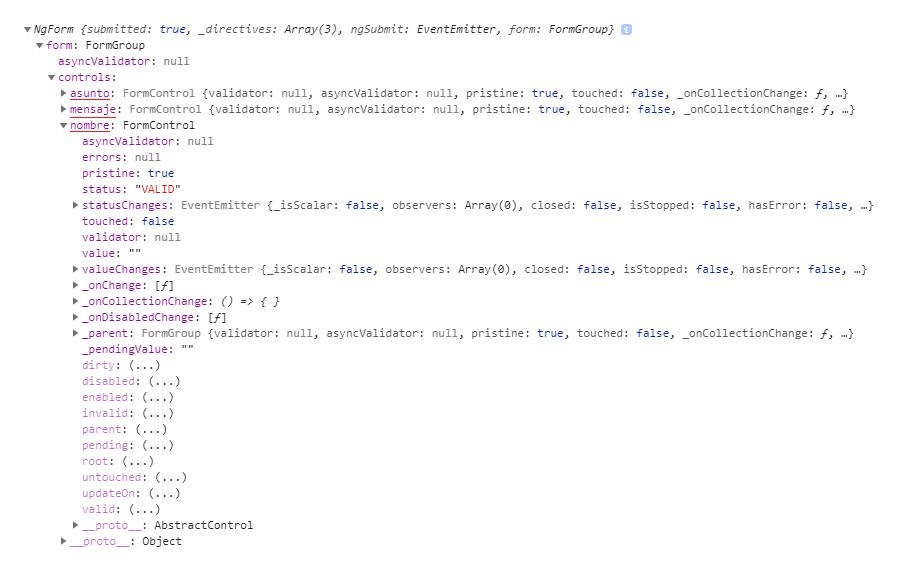 NgForm {submitted: true, _directives: Array(3), ngSubmit: EventEmitter, form: FormGroup} i
form: FormGroup
asyncValidator: null
controls:
asunto: FormControl {validator: null, asyncValidator: null, pristine: true, touched: false, _onCollectionChange: ƒ, …}
mensaje: FormControl {validator: null, asyncValidator: null, pristine: true, touched: false, _onCollectionChange: ƒ, …}
nombre: FormControl
asyncValidator: null
errors: null
pristine: true
status: "VALID"
statusChanges: EventEmitter {_isScalar: false, observers: Array(0), closed: false, isStopped: false, hasError: false, …}
touched: false
validator: null
value: ""
valueChanges: EventEmitter {_isScalar: false, observers: Array(0), closed: false, isStopped: false, hasError: false, …}
_onChange: [ƒ]
_onCollectionChange: () => { }
_onDisabledChange: [ƒ]
_parent: FormGroup {validator: null, asyncValidator: null, pristine: true, touched: false, _onCollectionChange: ƒ, …}
_pendingValue: ""
dirty: (...)
disabled: (...)
enabled: (...)
invalid: (...)
parent: (...)
pending: (...)
root: (...)
untouched: (...)
updateOn: (...)
valid: (...)
__proto__: AbstractControl
__proto__: Object